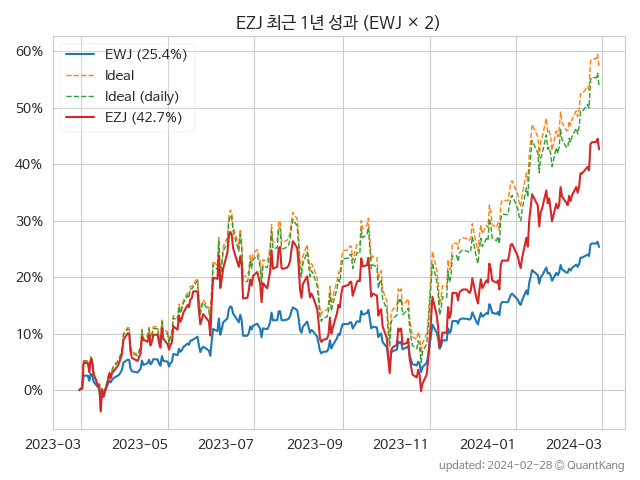 EZJ 최근 1년 성과 (EWJ × 2)
60%
50%
40%
30%
20%
10%
0%
EWJ (25.4%)
Ideal
Ideal (daily)
EZJ (42.7%)
2023-03
2023-05
2023-07
2023-09
2023-11
2024-01
2024-03
updated: 2024-02-28 © QuantKang